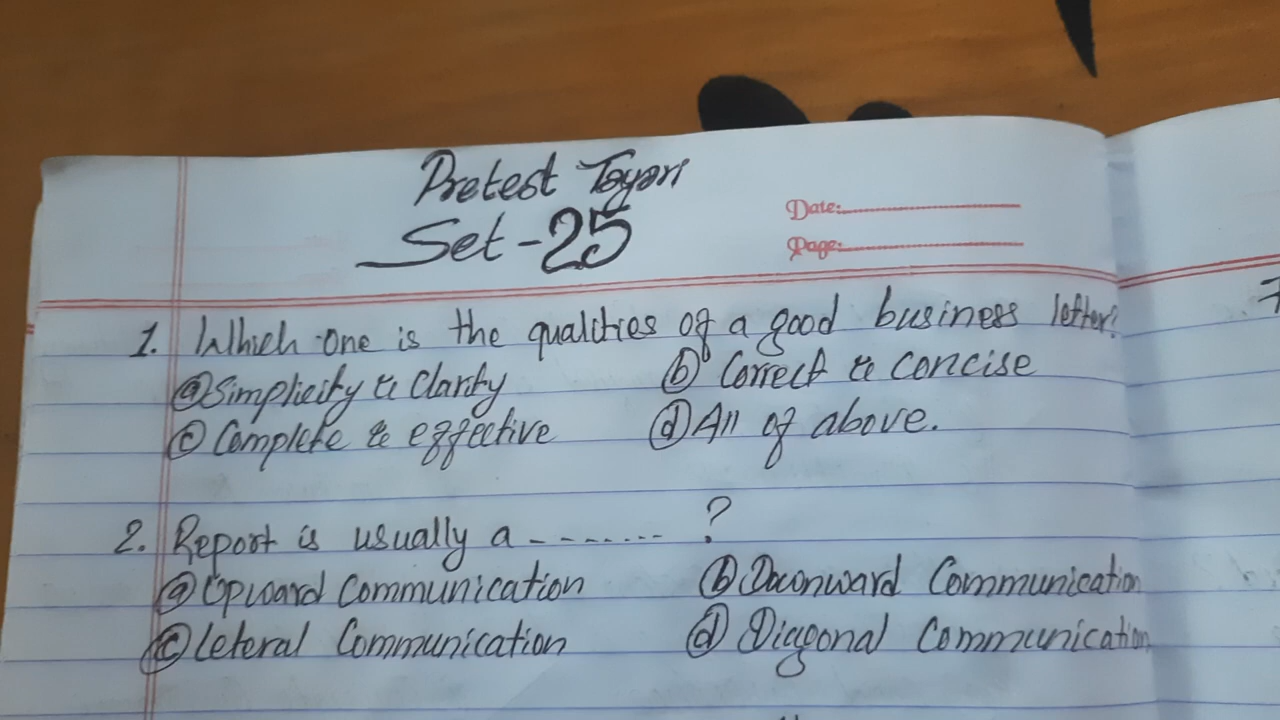 Pretest Tayari
Set-25
Date:
Page:
1. Which one is the qualities of a good business letter?
ⓐ Simplicity & Clarity ⓑ Correct & concise
ⓒ Complete & effective ⓓ All of above.
2. Report is usually a -------- ?
ⓐ Upward Communication ⓑ Downward Communication
ⓒ Leteral Communication ⓓ Diagonal Communication